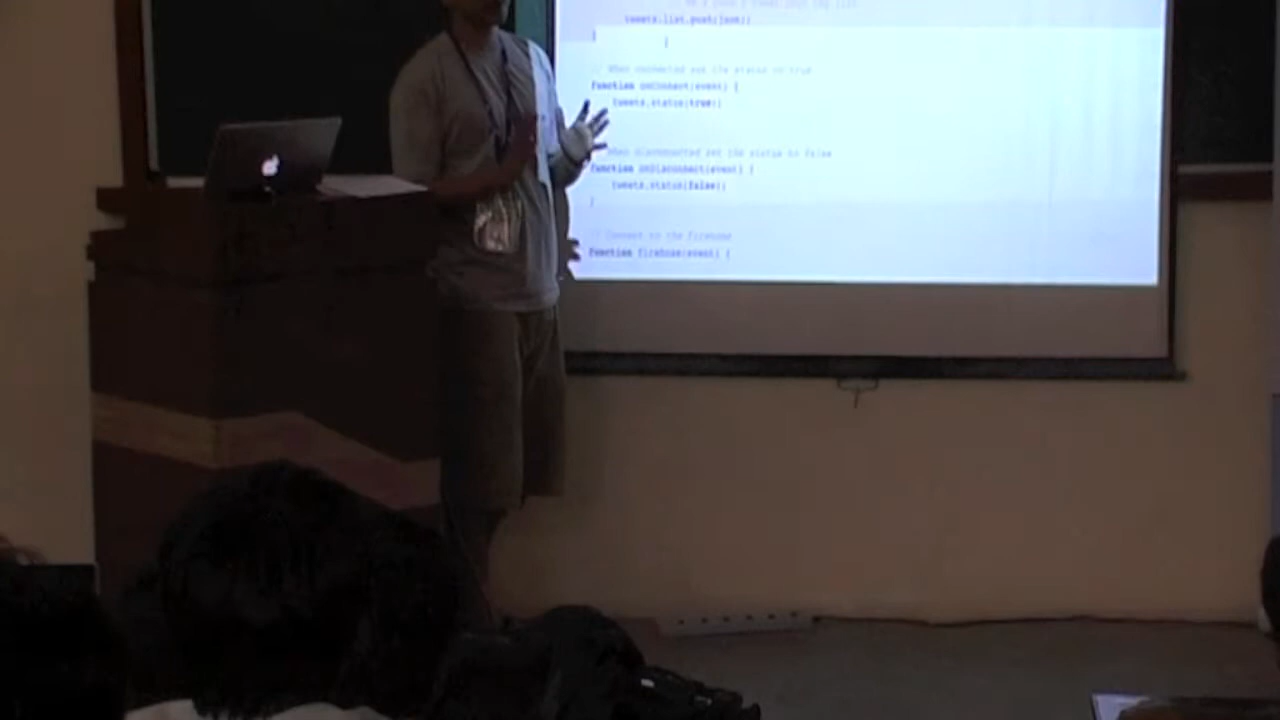 tweets.list.push(json);
}
// When connected set the status to true
function onConnect(event) {
tweets.status(true);
// When disconnected set the status to false
function onDisconnect(event) {
tweets.status(false);
}
// Connect to the firehose
function firehose(event) {